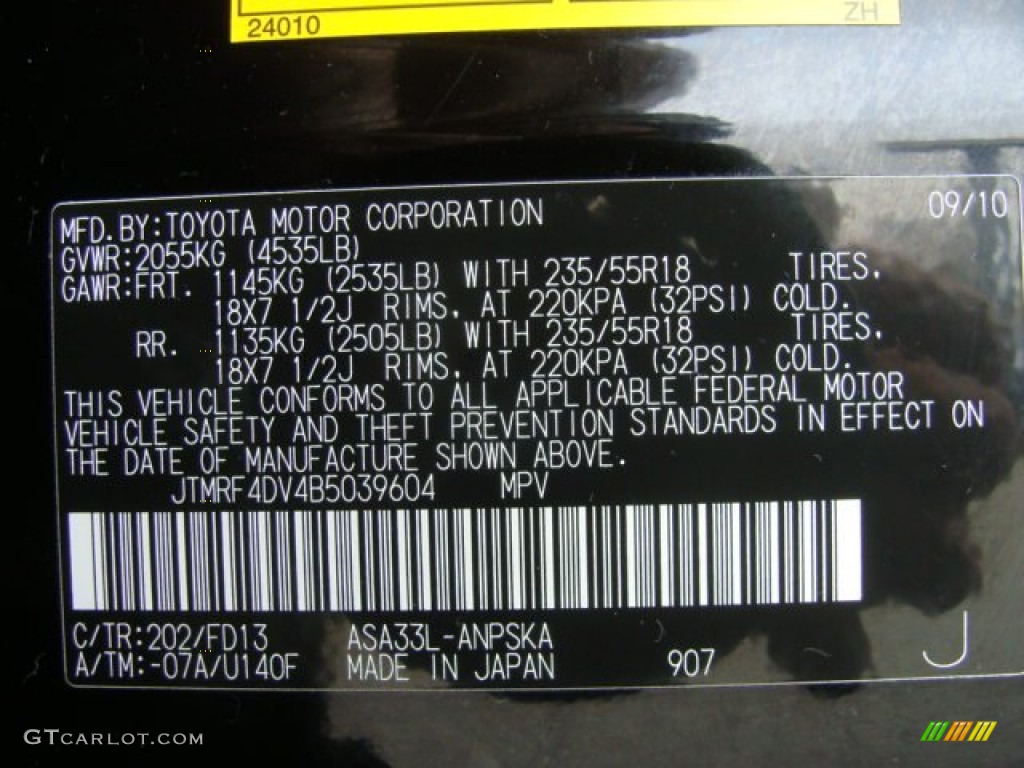 24010 ZH
MFD.BY:TOYOTA MOTOR CORPORATION 09/10
GVWR:2055KG (4535LB)
GAWR:FRT. 1145KG (2535LB) WITH 235/55R18 TIRES,
18X7 1/2J RIMS, AT 220KPA (32PSI) COLD.
RR. 1135KG (2505LB) WITH 235/55R18 TIRES,
18X7 1/2J RIMS, AT 220KPA (32PSI) COLD.
THIS VEHICLE CONFORMS TO ALL APPLICABLE FEDERAL MOTOR
VEHICLE SAFETY AND THEFT PREVENTION STANDARDS IN EFFECT ON
THE DATE OF MANUFACTURE SHOWN ABOVE.
JTMRF4DV4B5039604 MPV
C/TR:202/FD13 ASA33L-ANPSKA
A/TM:-07A/U140F MADE IN JAPAN 907 J
GTCARLOT.COM